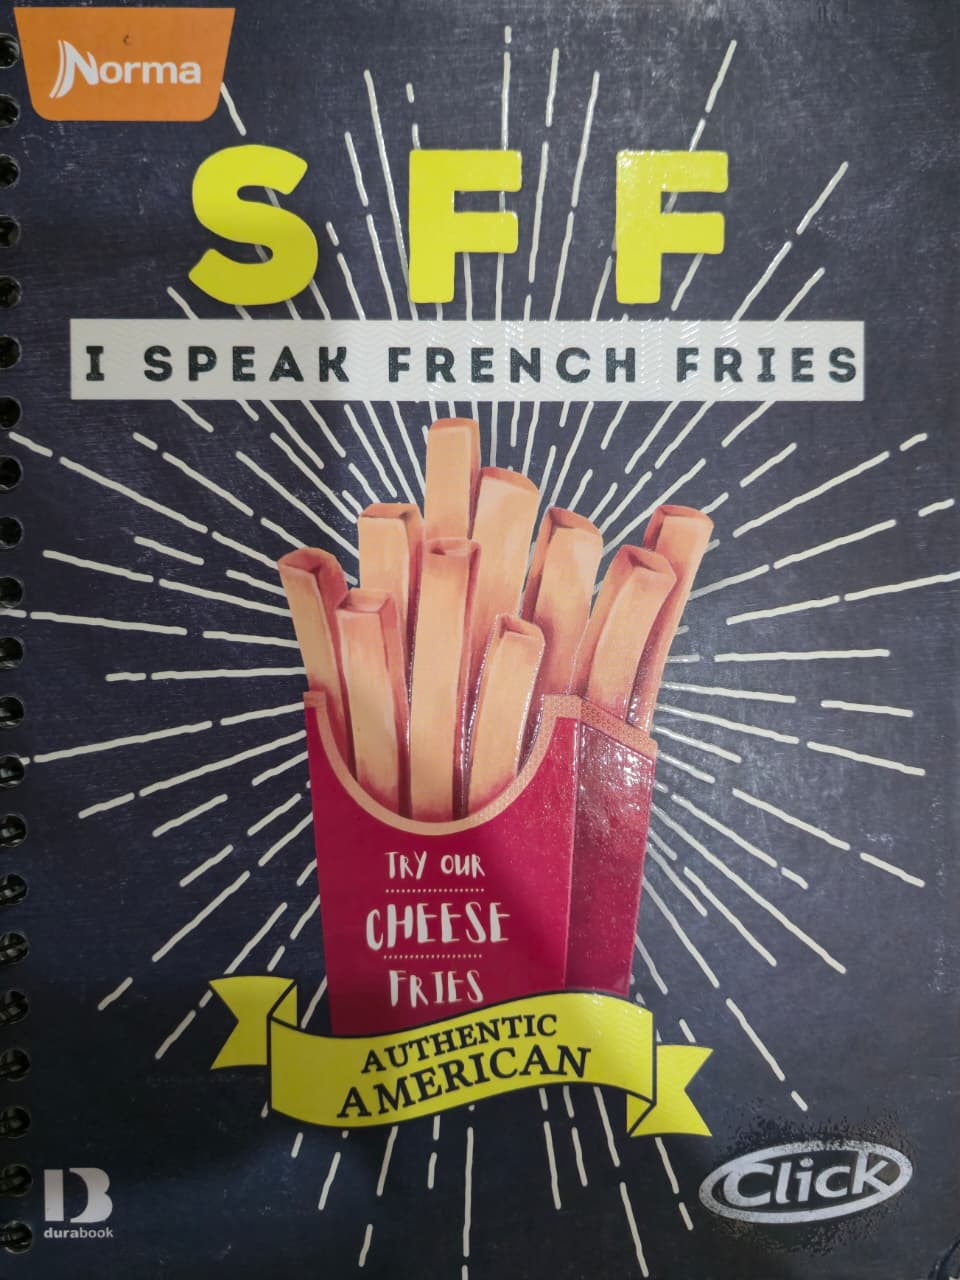 Norma
SFF
I SPEAK FRENCH FRIES
TRY OUR
CHEESE
FRIES
AUTHENTIC
AMERICAN
Click
durabook